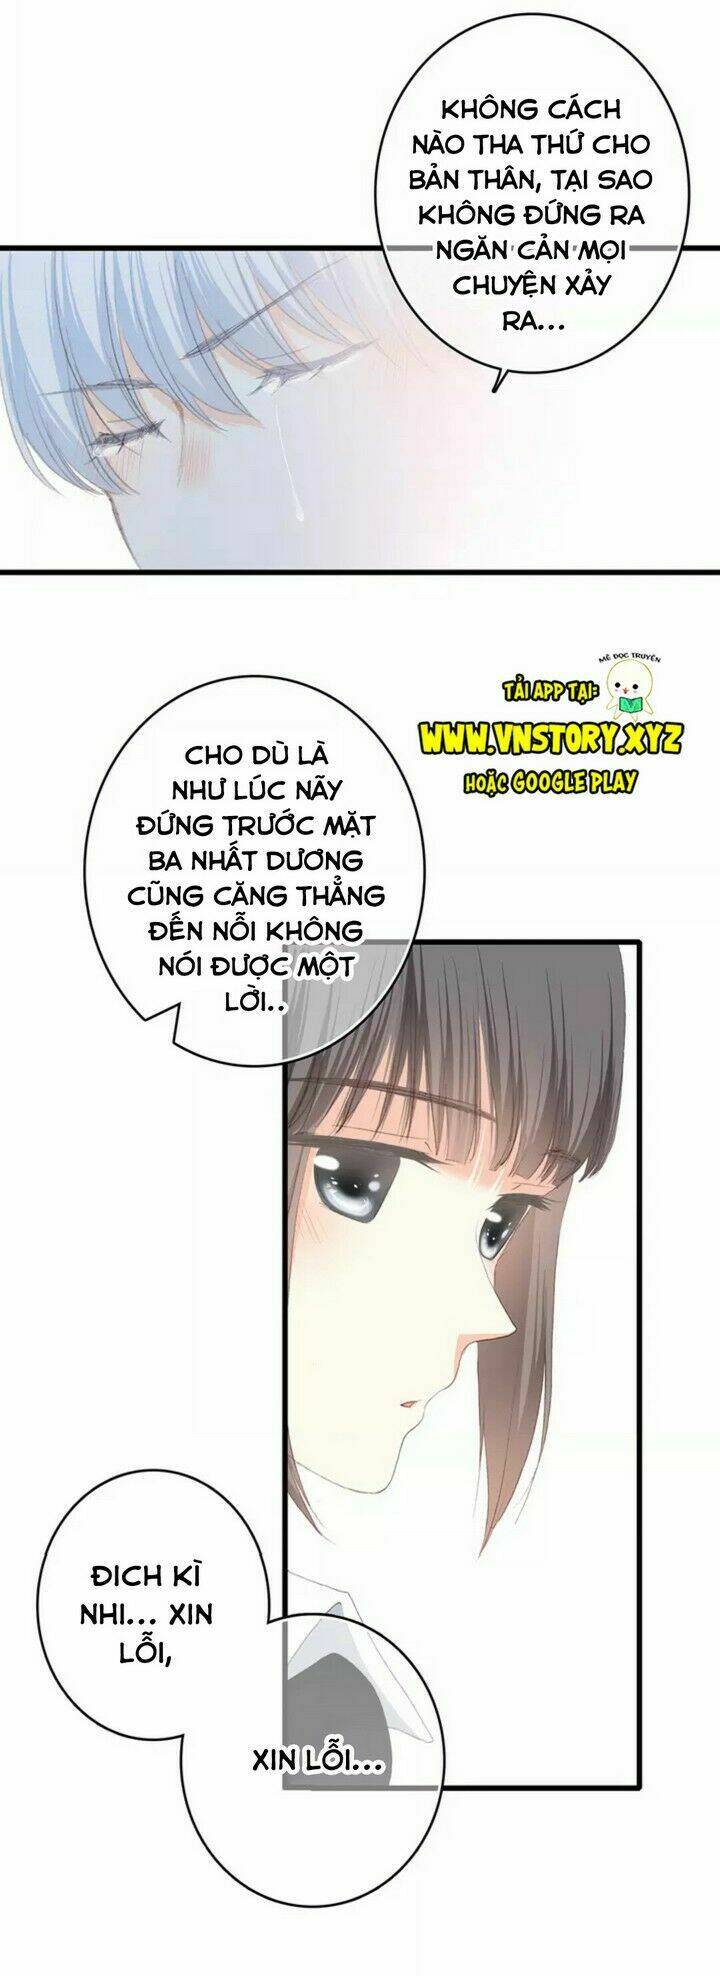 KHÔNG CÁCH
NÀO THA THỨ CHO
BẢN THÂN, TẠI SAO
KHÔNG ĐỨNG RA
NGĂN CẢN MỌI
CHUYỆN XẢY
RA...
MÊ ĐỌC TRUYỆN
TẢI APP TẠI:
WWW.VNSTORY.XYZ
HOẶC GOOGLE PLAY
CHO DÙ LÀ
NHƯ LÚC NÃY
ĐỨNG TRƯỚC MẶT
BA NHẤT DƯƠNG
CŨNG CĂNG THẲNG
ĐẾN NỖI KHÔNG
NÓI ĐƯỢC MỘT
LỜI..
ĐICH KÌ
NHI... XIN
LỖI,
XIN LỖI...